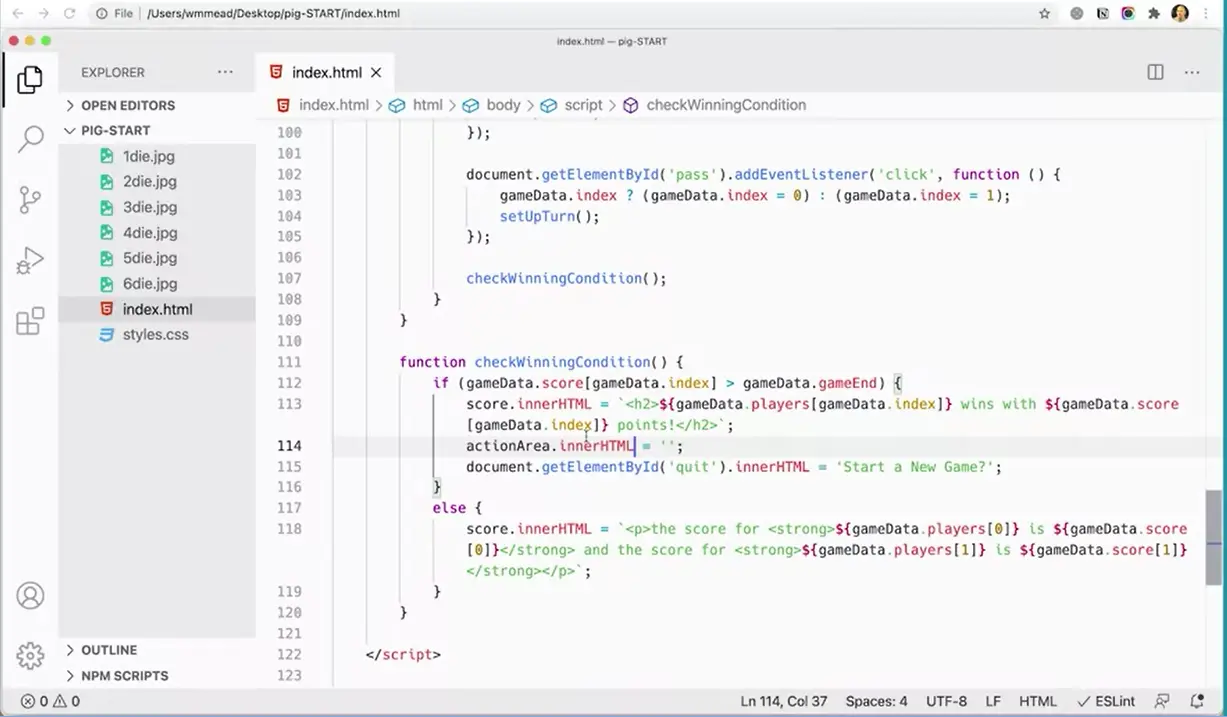 File /Users/wmmead/Desktop/pig-START/index.html
index.html — pig-START
EXPLORER
index.html
OPEN EDITORS
index.html > html > body > script > checkWinningCondition
PIG-START
1die.jpg
2die.jpg
3die.jpg
4die.jpg
5die.jpg
6die.jpg
index.html
styles.css
OUTLINE
NPM SCRIPTS
100 });
101
102 document.getElementById('pass').addEventListener('click', function () {
103 gameData.index ? (gameData.index = 0) : (gameData.index = 1);
104 setUpTurn();
105 });
106
107 checkWinningCondition();
108 }
109 }
110
111 function checkWinningCondition() {
112 if (gameData.score[gameData.index] > gameData.gameEnd) {
113 score.innerHTML = `<h2>${gameData.players[gameData.index]} wins with ${gameData.score
[gameData.index]} points!</h2>`;
114 actionArea.innerHTML = '';
115 document.getElementById('quit').innerHTML = 'Start a New Game?';
116 }
117 else {
118 score.innerHTML = `<p>the score for <strong>${gameData.players[0]} is ${gameData.score
[0]}</strong> and the score for <strong>${gameData.players[1]} is ${gameData.score[1]}
</strong></p>`;
119 }
120 }
121
122 </script>
123
0 0 Ln 114, Col 37 Spaces: 4 UTF-8 LF HTML ESLint